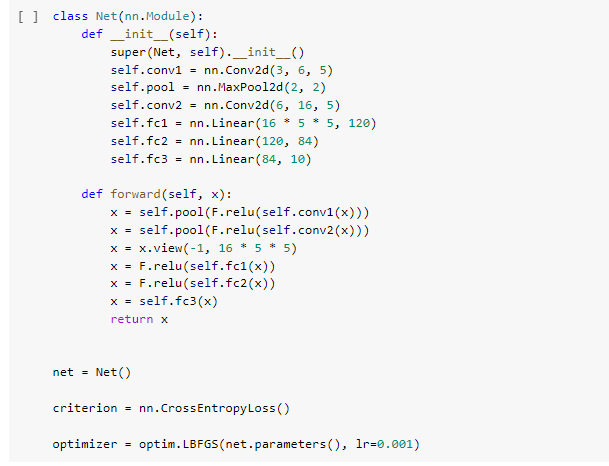 [ ] class Net(nn.Module):
    def __init__(self):
        super(Net, self).__init__()
        self.conv1 = nn.Conv2d(3, 6, 5)
        self.pool = nn.MaxPool2d(2, 2)
        self.conv2 = nn.Conv2d(6, 16, 5)
        self.fc1 = nn.Linear(16 * 5 * 5, 120)
        self.fc2 = nn.Linear(120, 84)
        self.fc3 = nn.Linear(84, 10)
    def forward(self, x):
        x = self.pool(F.relu(self.conv1(x)))
        x = self.pool(F.relu(self.conv2(x)))
        x = x.view(-1, 16 * 5 * 5)
        x = F.relu(self.fc1(x))
        x = F.relu(self.fc2(x))
        x = self.fc3(x)
        return x
net = Net()
criterion = nn.CrossEntropyLoss()
optimizer = optim.LBFGS(net.parameters(), lr=0.001)